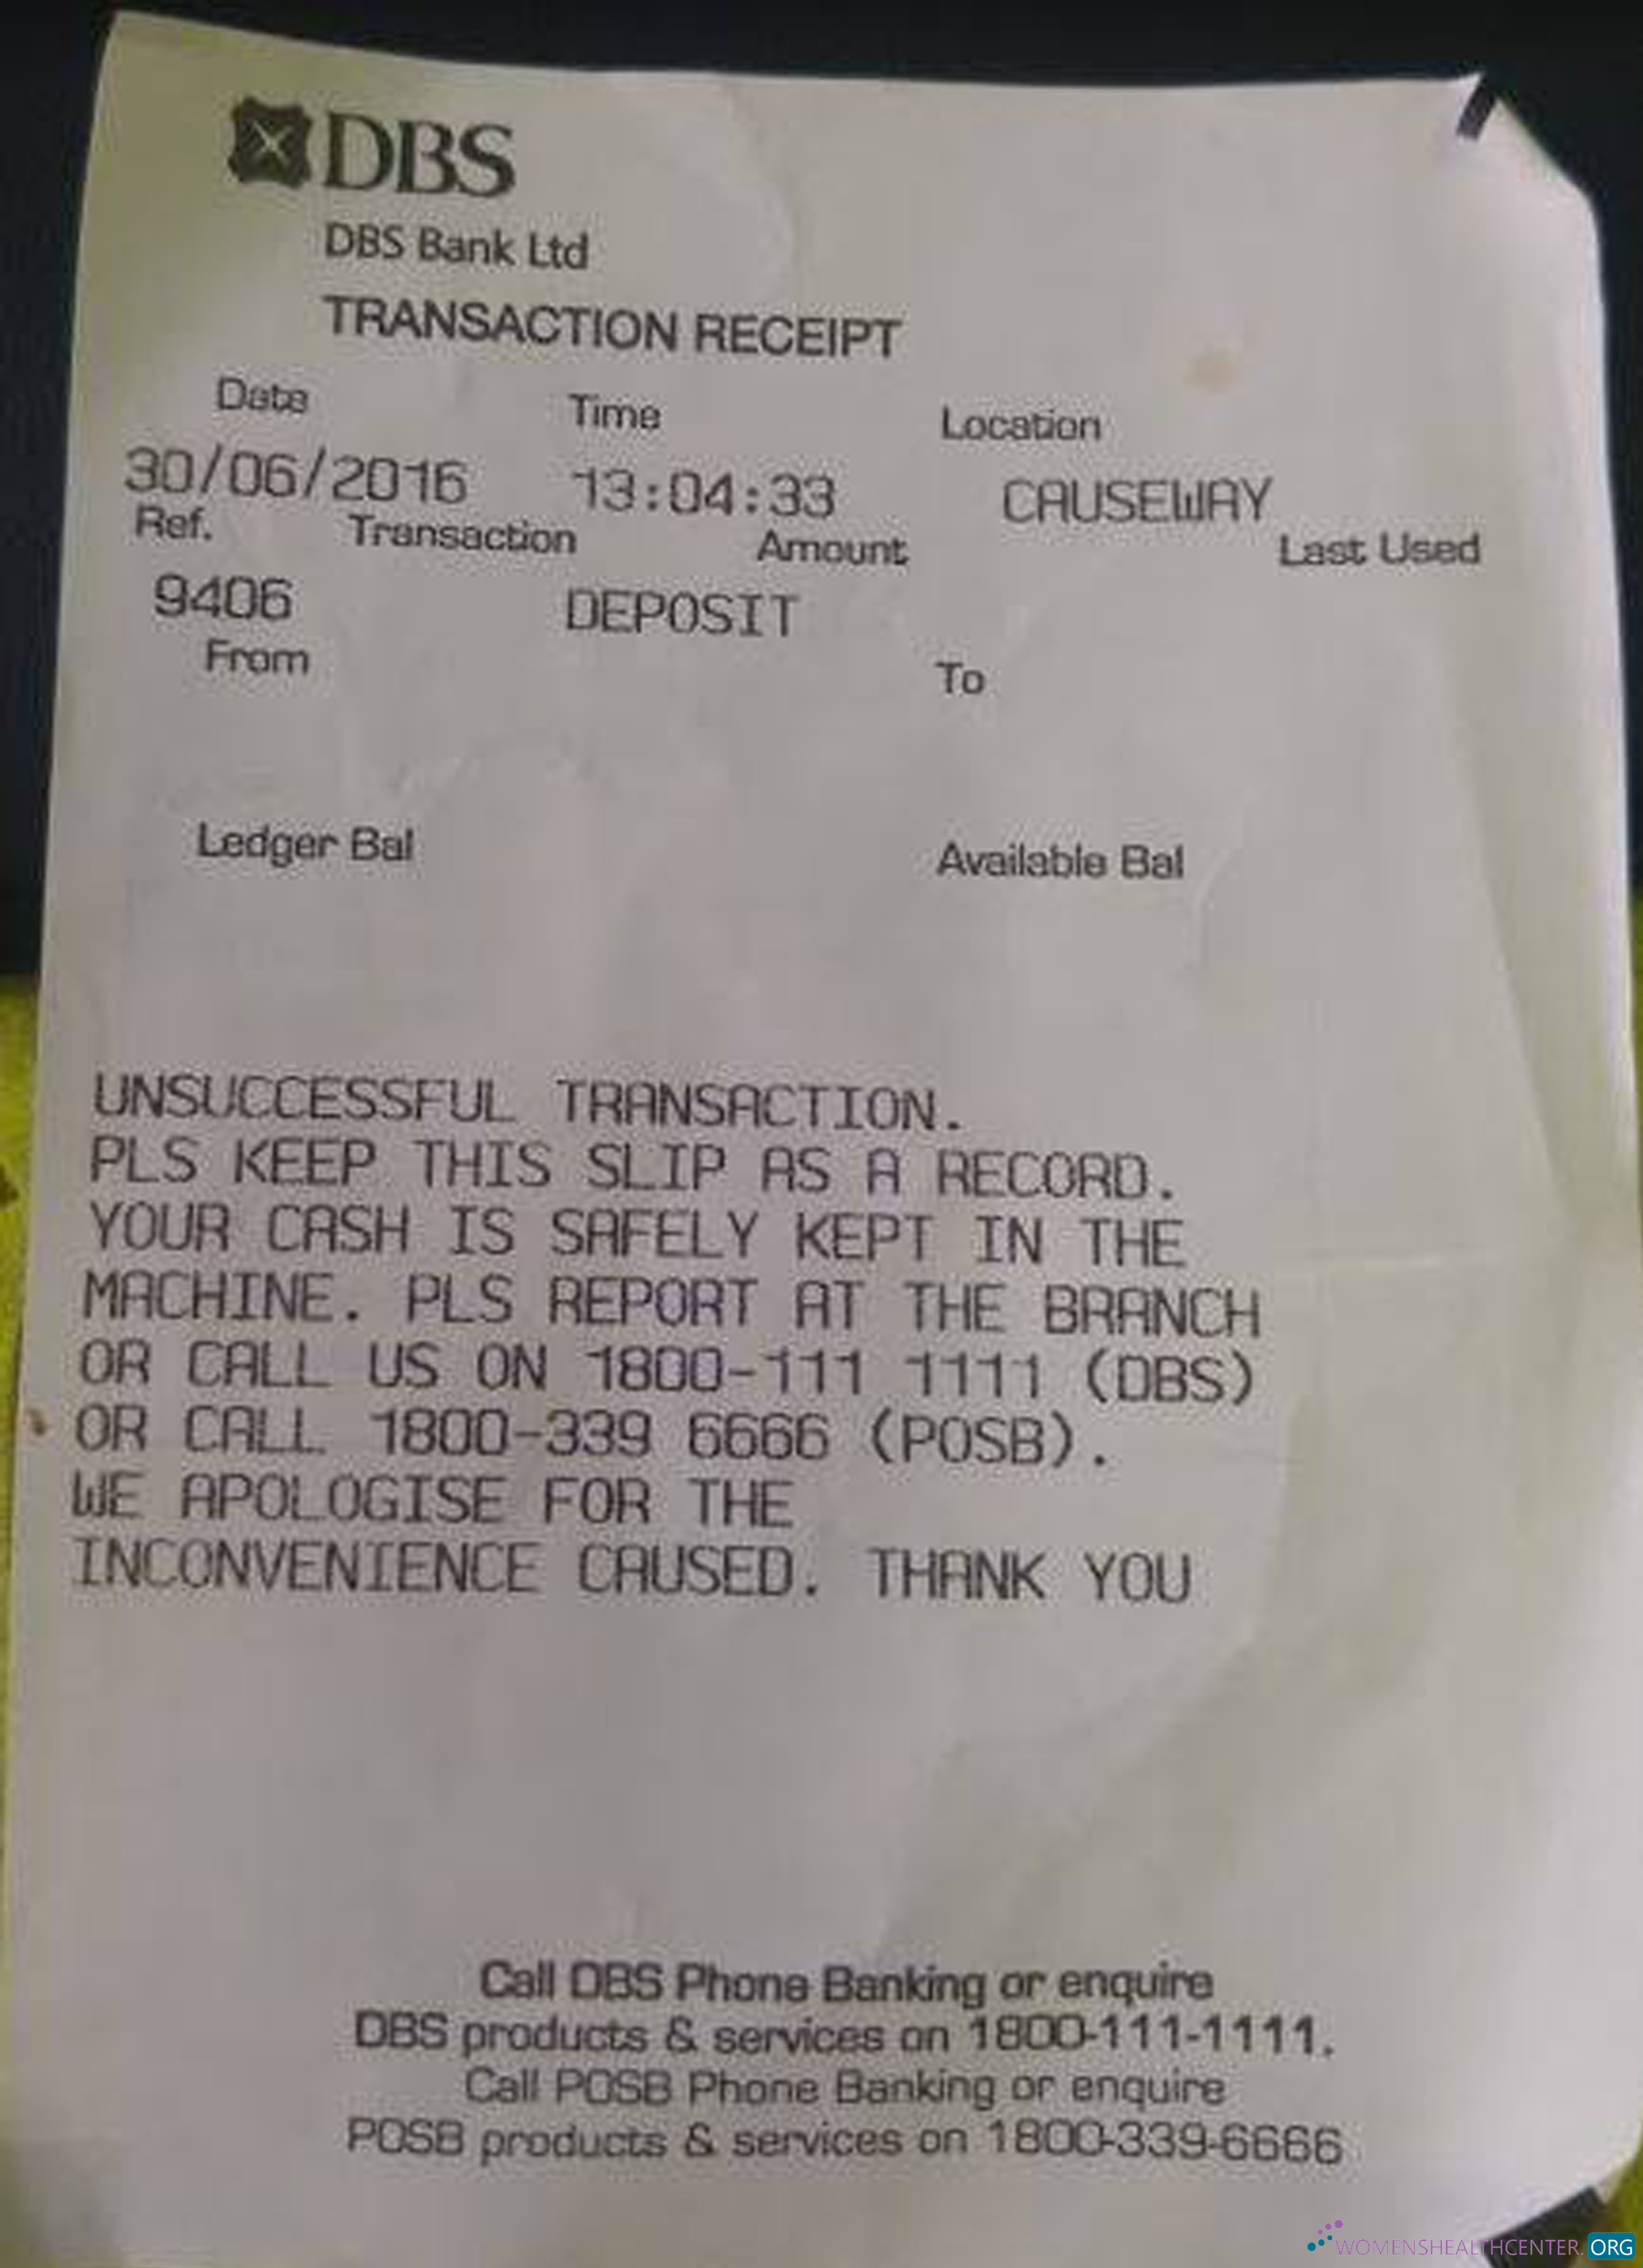 DBS
DBS Bank Ltd
TRANSACTION RECEIPT
Date Time Location
30/06/2016 13:04:33 CAUSEWAY
Ref. Transaction Amount Last Used
9406 DEPOSIT
From To
Ledger Bal Available Bal
UNSUCCESSFUL TRANSACTION.
PLS KEEP THIS SLIP AS A RECORD.
YOUR CASH IS SAFELY KEPT IN THE
MACHINE. PLS REPORT AT THE BRANCH
OR CALL US ON 1800-111 1111 (DBS)
OR CALL 1800-339 6666 (POSB).
WE APOLOGISE FOR THE
INCONVENIENCE CAUSED. THANK YOU
Call DBS Phone Banking or enquire
DBS products & services on 1800-111-1111.
Call POSB Phone Banking or enquire
POSB products & services on 1800-339-6666
WOMENSHEALTHCENTER.ORG